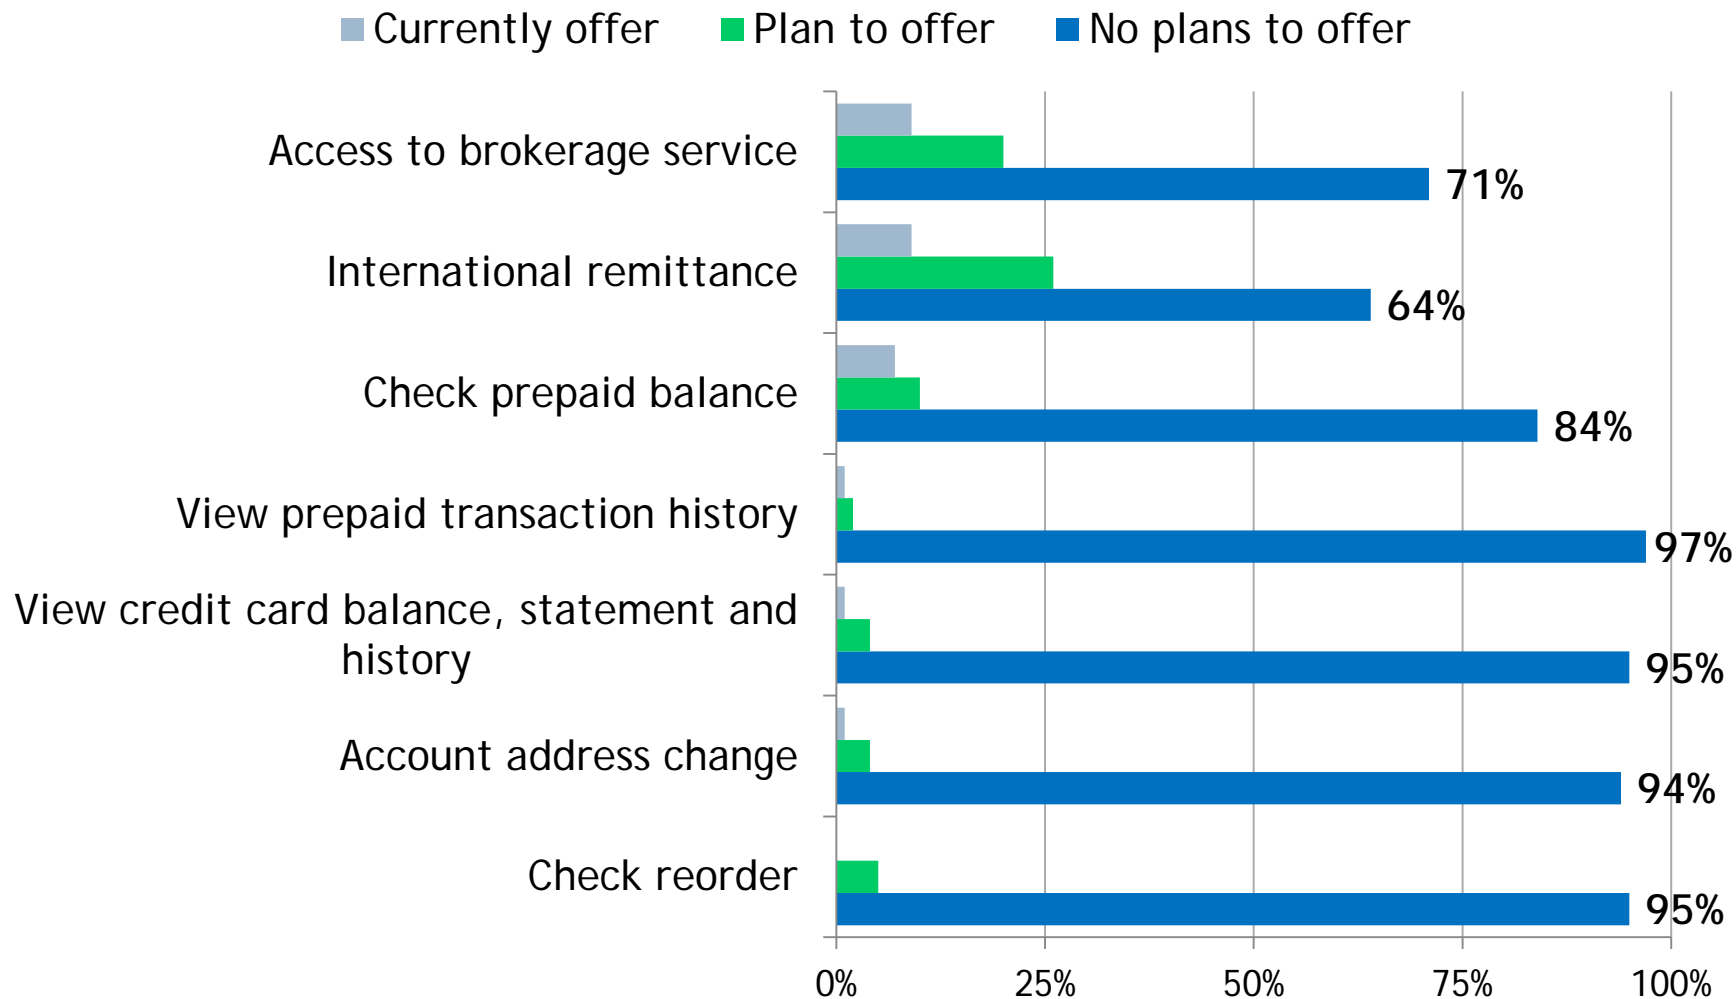 Currently offer Plan to offer No plans to offer
Access to brokerage service
71%
International remittance
64%
Check prepaid balance
84%
View prepaid transaction history
97%
View credit card balance, statement and
history
95%
Account address change
94%
Check reorder
95%
0% 25% 50% 75% 100%